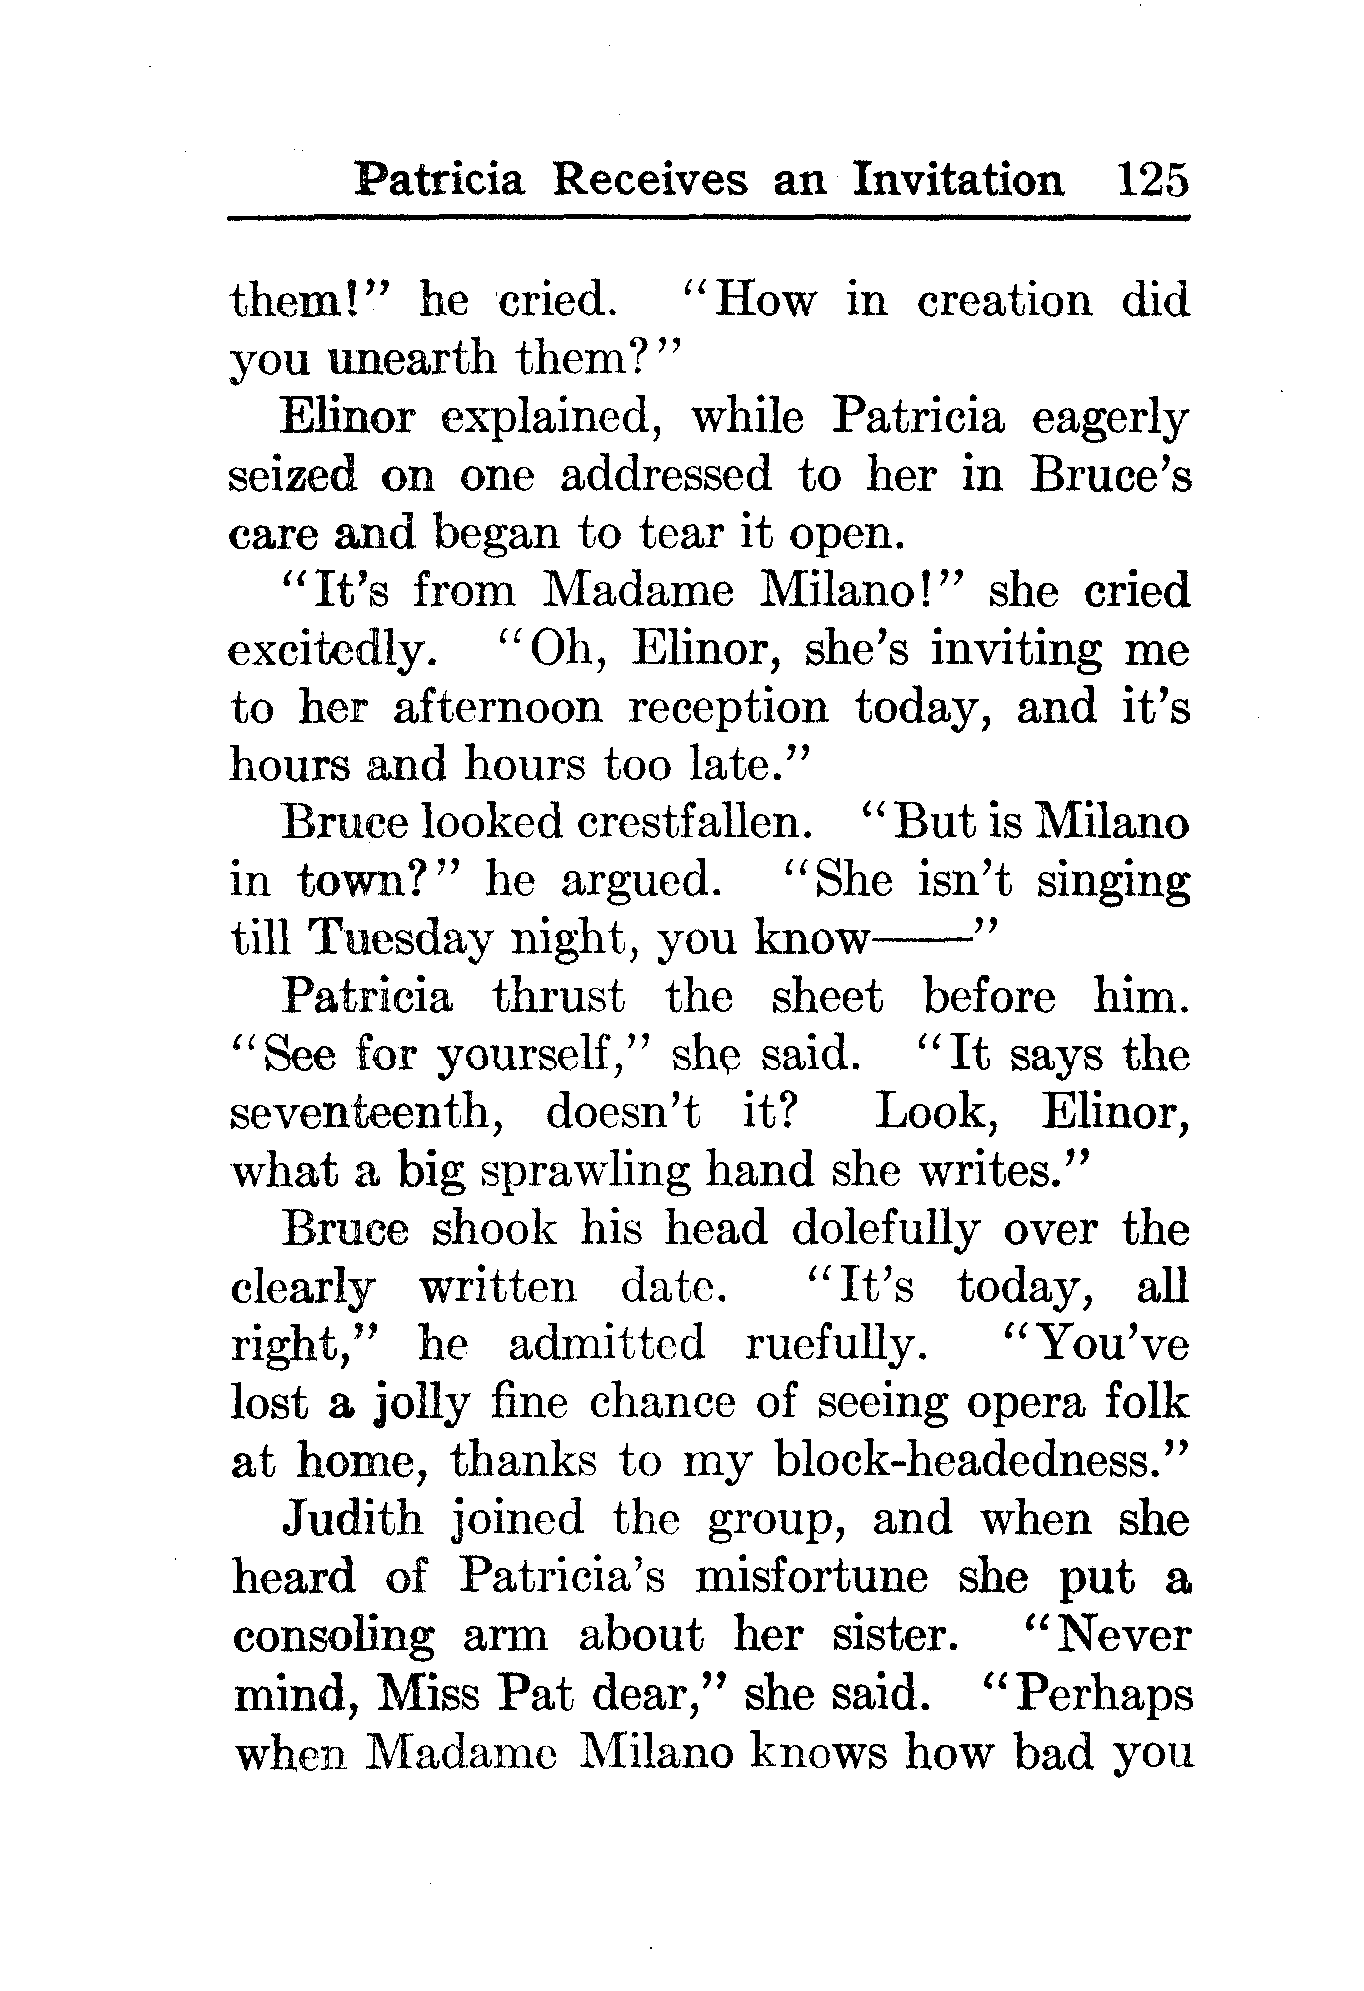 Patricia Receives an Invitation 125
them!" he cried. "How in creation did
you unearth them?"
Elinor explained, while Patricia eagerly
seized on one addressed to her in Bruce's
care and began to tear it open.
"It's from Madame Milano!" she cried
excitedly. "Oh, Elinor, she's inviting me
to her afternoon reception today, and it's
hours and hours too late."
Bruce looked crestfallen. "But is Milano
in town?" he argued. "She isn't singing
till Tuesday night, you know——"
Patricia thrust the sheet before him.
"See for yourself," she said. "It says the
seventeenth, doesn't it? Look, Elinor,
what a big sprawling hand she writes."
Bruce shook his head dolefully over the
clearly written date. "It's today, all
right," he admitted ruefully. "You've
lost a jolly fine chance of seeing opera folk
at home, thanks to my block-headedness."
Judith joined the group, and when she
heard of Patricia's misfortune she put a
consoling arm about her sister. "Never
mind, Miss Pat dear," she said. "Perhaps
when Madame Milano knows how bad you